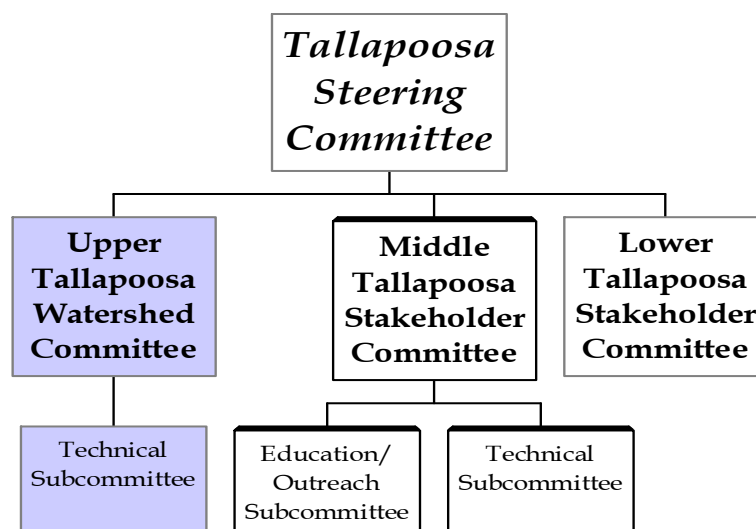 Tallapoosa
Steering
Committee
Upper
Tallapoosa
Watershed
Committee
Middle
Tallapoosa
Stakeholder
Committee
Lower
Tallapoosa
Stakeholder
Committee
Technical
Subcommittee
Education/
Outreach
Subcommittee
Technical
Subcommittee